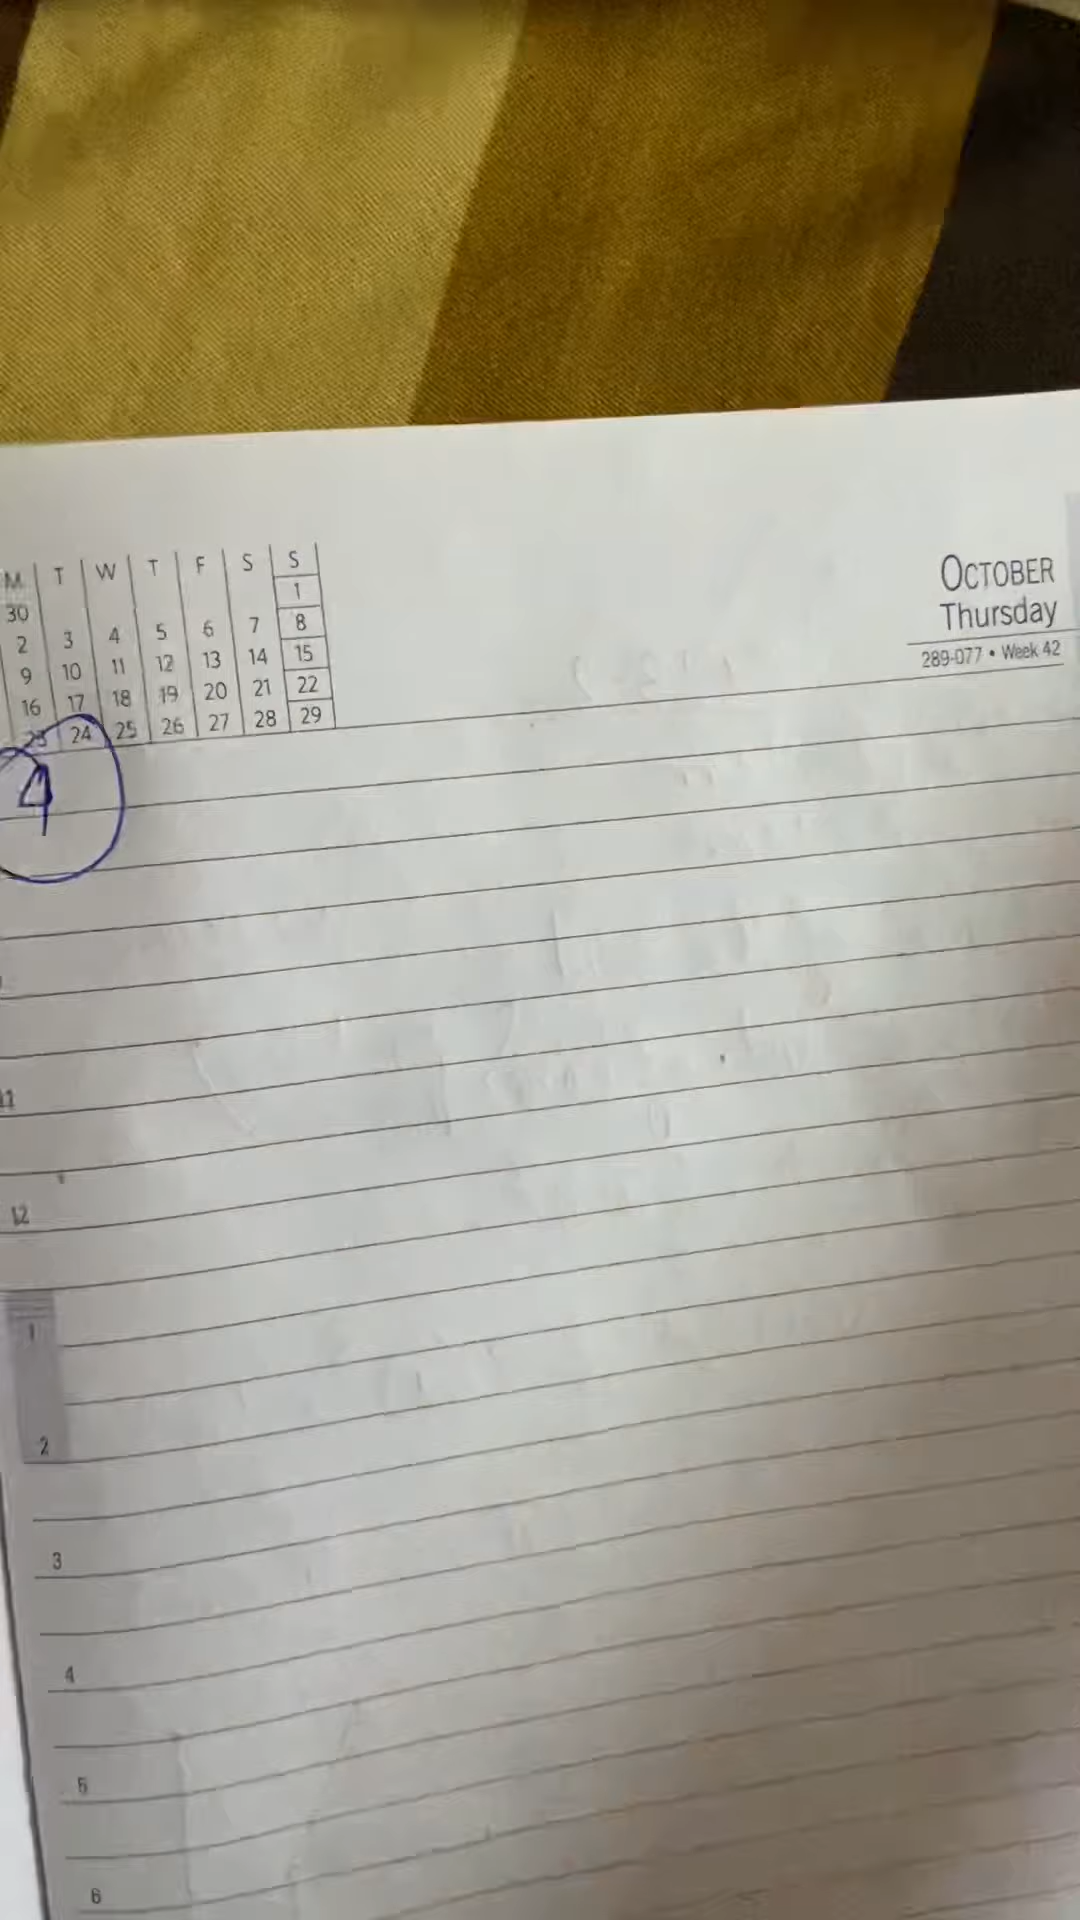 M T W T F S S
30 1
2 3 4 5 6 7 8
9 10 11 12 13 14 15
16 17 18 19 20 21 22
23 24 25 26 27 28 29
OCTOBER
Thursday
289-077 • Week 42
4
11
12
1
2
3
4
5
6